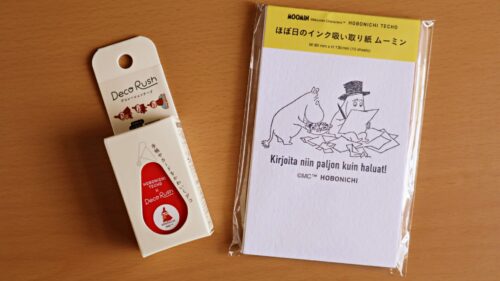 Deco Rush
デコレーションテープ
HOBONICHI
TECHO
×
Deco Rush
MOOMIN Moomin Characters™ HOBONICHI TECHO
ほぼ日のインク吸い取り紙 ムーミン
Kirjoita niin paljon kuin haluat!
©MC™ HOBONICHI